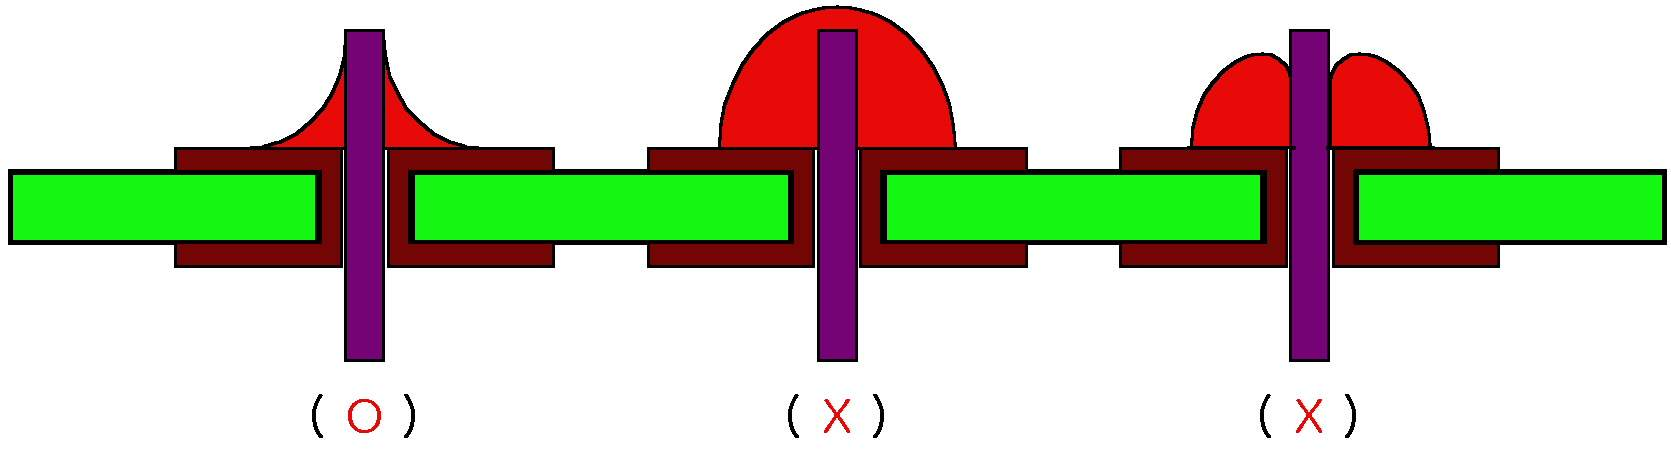 ( O ) ( X ) ( X )